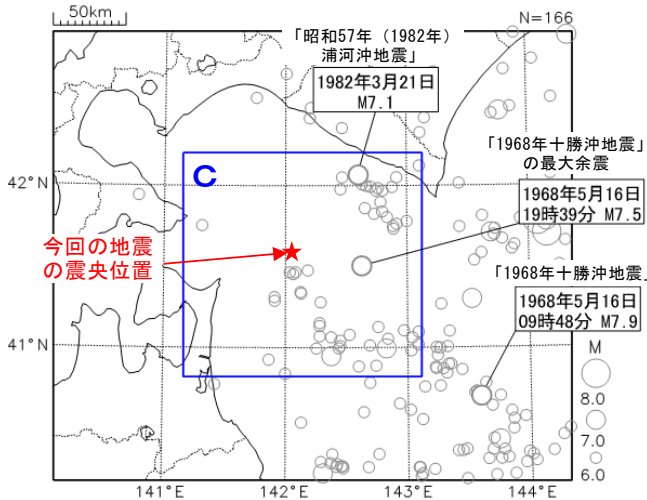 50km
N=166
「昭和57年（1982年）
浦河沖地震」
1982年3月21日
M7.1
「1968年十勝沖地震」
の最大余震
1968年5月16日
19時39分 M7.5
C
42°N
今回の地震
の震央位置
「1968年十勝沖地震」
1968年5月16日
09時48分 M7.9
41°N
M
8.0
7.0
6.0
141°E
142°E
143°E
144°E